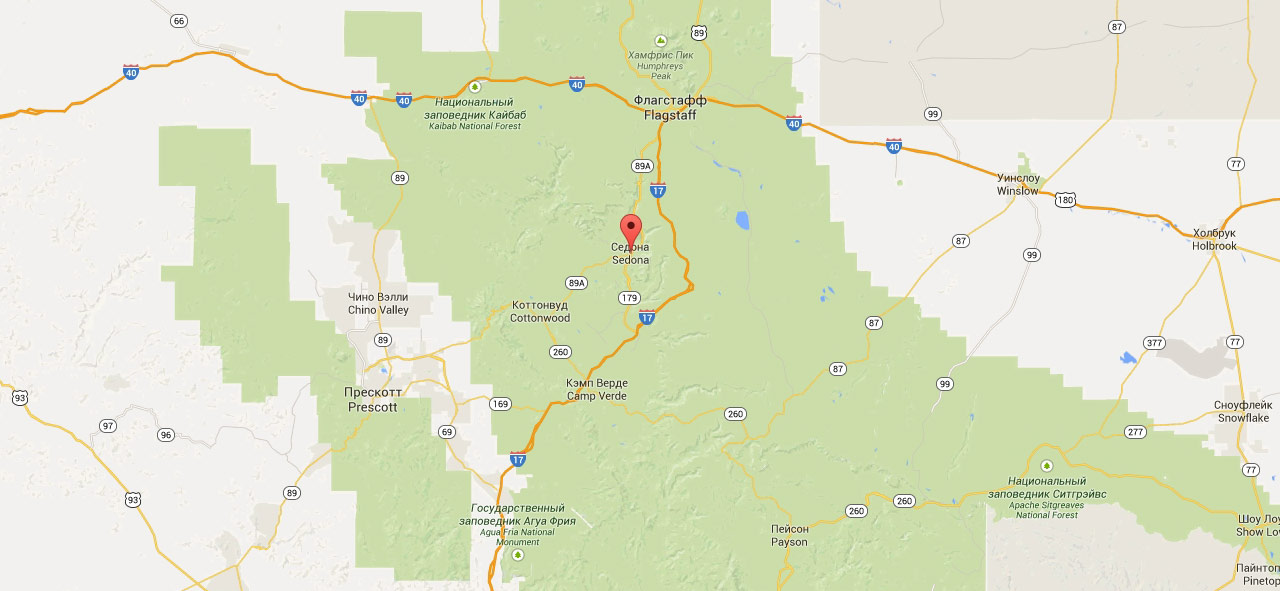 66
89
87
Хамфрис Пик
Humphreys
Peak
40
40
40
40
Национальный
заповедник Кайбаб
Kaibab National Forest
Флагстафф
Flagstaff
99
40
40
89A
77
89
17
Уинслоу
Winslow
180
Седона
Sedona
87
99
Холбрук
Holbrook
89A
179
Чино Вэлли
Chino Valley
Коттонвуд
Cottonwood
17
87
89
260
377
77
87
Кэмп Верде
Camp Verde
99
Прескотт
Prescott
93
169
260
Сноуфлейк
Snowflake
97
96
69
277
17
77
Национальный
заповедник Ситгрэйвс
Apache Sitgreaves
National Forest
89
93
260
260
Государственный
заповедник Агуа Фрия
Agua Fria National
Monument
Пейсон
Payson
Шоу Лоу
Show Lo
Пайнтоп
Pinetop